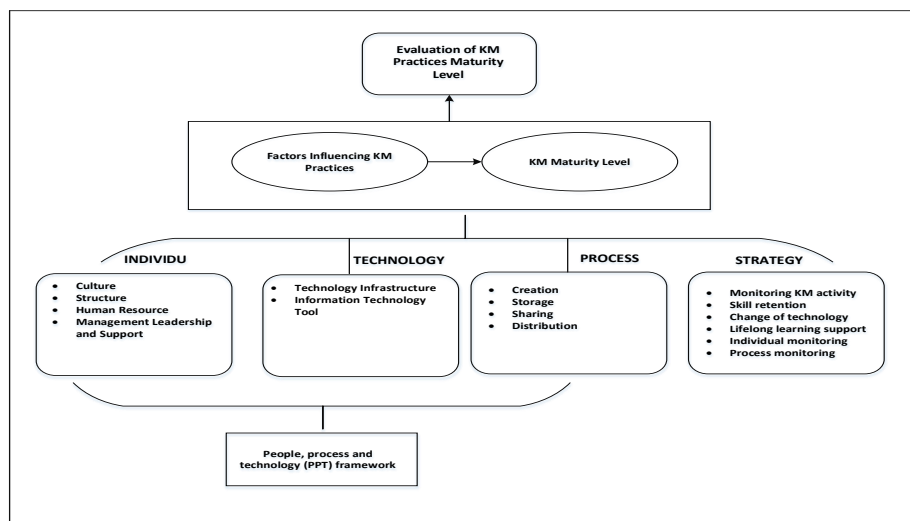 Evaluation of KM
Practices Maturity
Level
Factors Influencing KM
Practices
KM Maturity Level
INDIVIDU
TECHNOLOGY
PROCESS
STRATEGY
• Culture
• Structure
• Human Resource
• Management Leadership
and Support
• Technology Infrastructure
• Information Technology
Tool
• Creation
• Storage
• Sharing
• Distribution
• Monitoring KM activity
• Skill retention
• Change of technology
• Lifelong learning support
• Individual monitoring
• Process monitoring
People, process and
technology (PPT) framework